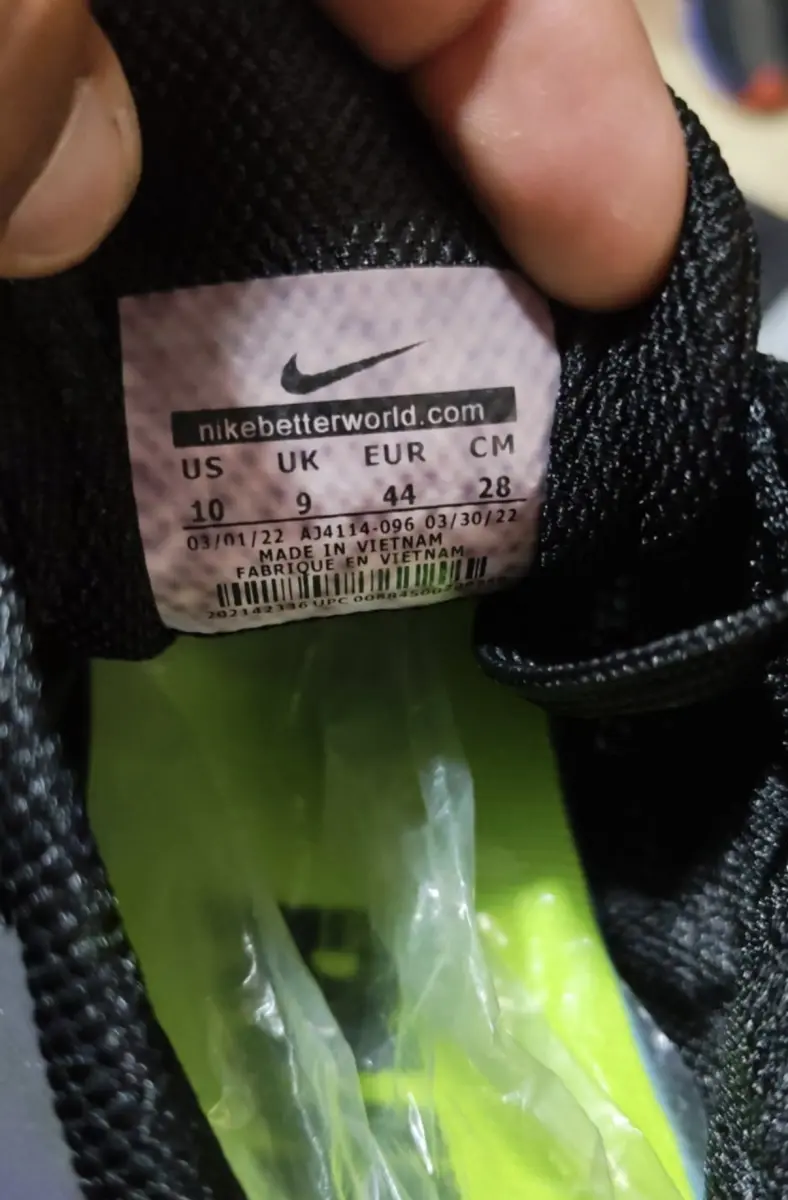 nikebetterworld.com
US UK EUR CM
10 9 44 28
03/01/22 AJ4114-096 03/30/22
MADE IN VIETNAM
FABRIQUE EN VIETNAM
UPC